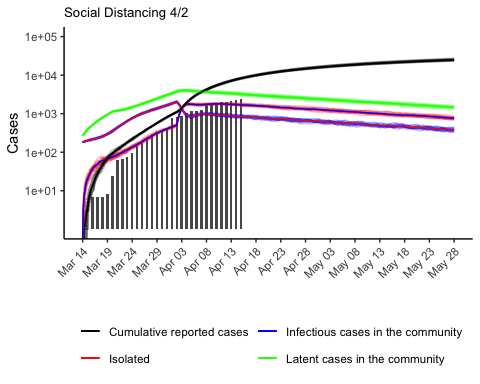 Social Distancing 4/2
Cases
1e+05
1e+04
1e+03
1e+02
1e+01
Mar 14
Mar 19
Mar 24
Mar 29
Apr 03
Apr 08
Apr 13
Apr 18
Apr 23
Apr 28
May 03
May 08
May 13
May 18
May 23
May 28
Cumulative reported cases
Infectious cases in the community
Isolated
Latent cases in the community